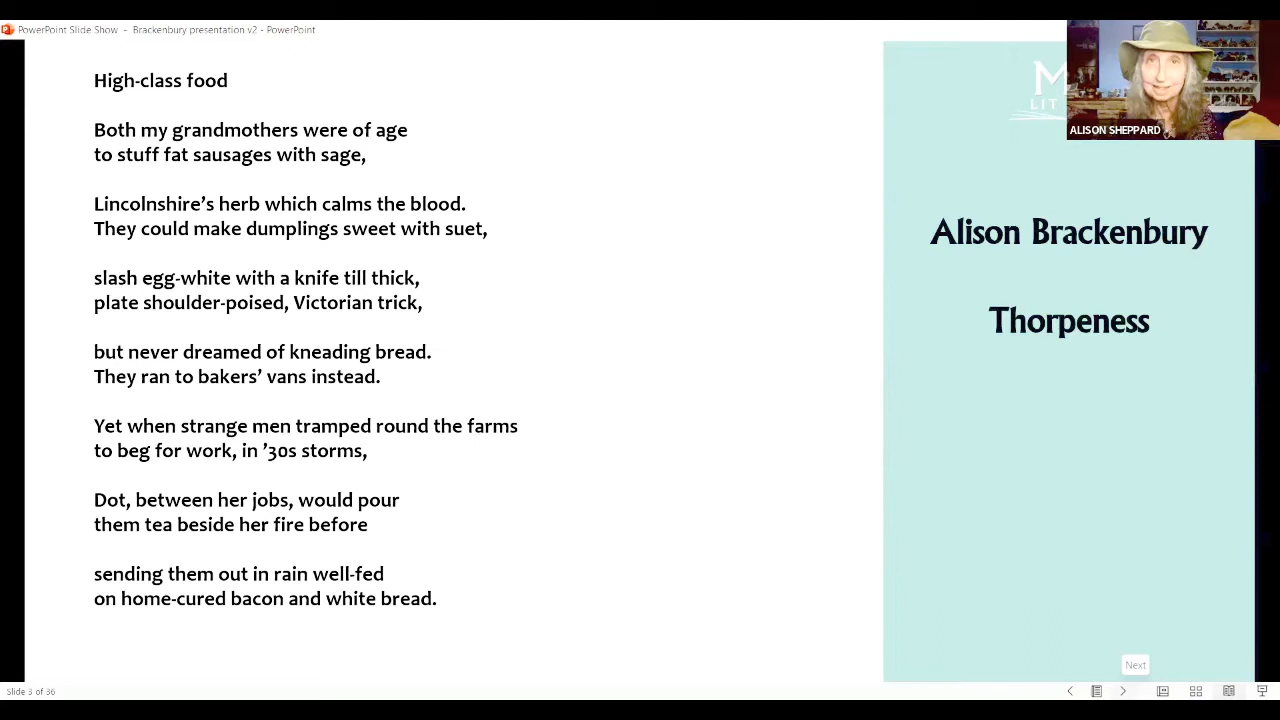 PowerPoint Slide Show - Brackenbury presentation v2 - PowerPoint
High-class food
Both my grandmothers were of age
to stuff fat sausages with sage,
Lincolnshire’s herb which calms the blood.
They could make dumplings sweet with suet,
slash egg-white with a knife till thick,
plate shoulder-poised, Victorian trick,
but never dreamed of kneading bread.
They ran to bakers’ vans instead.
Yet when strange men tramped round the farms
to beg for work, in ’30s storms,
Dot, between her jobs, would pour
them tea beside her fire before
sending them out in rain well-fed
on home-cured bacon and white bread.
ALISON SHEPPARD
Alison Brackenbury
Thorpeness
Next
Slide 3 of 36